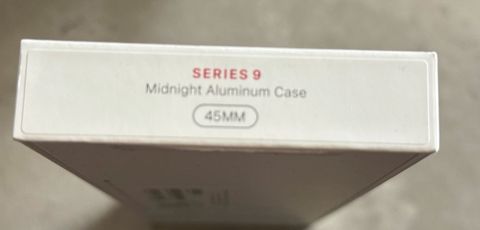 SERIES 9
Midnight Aluminum Case
45MM